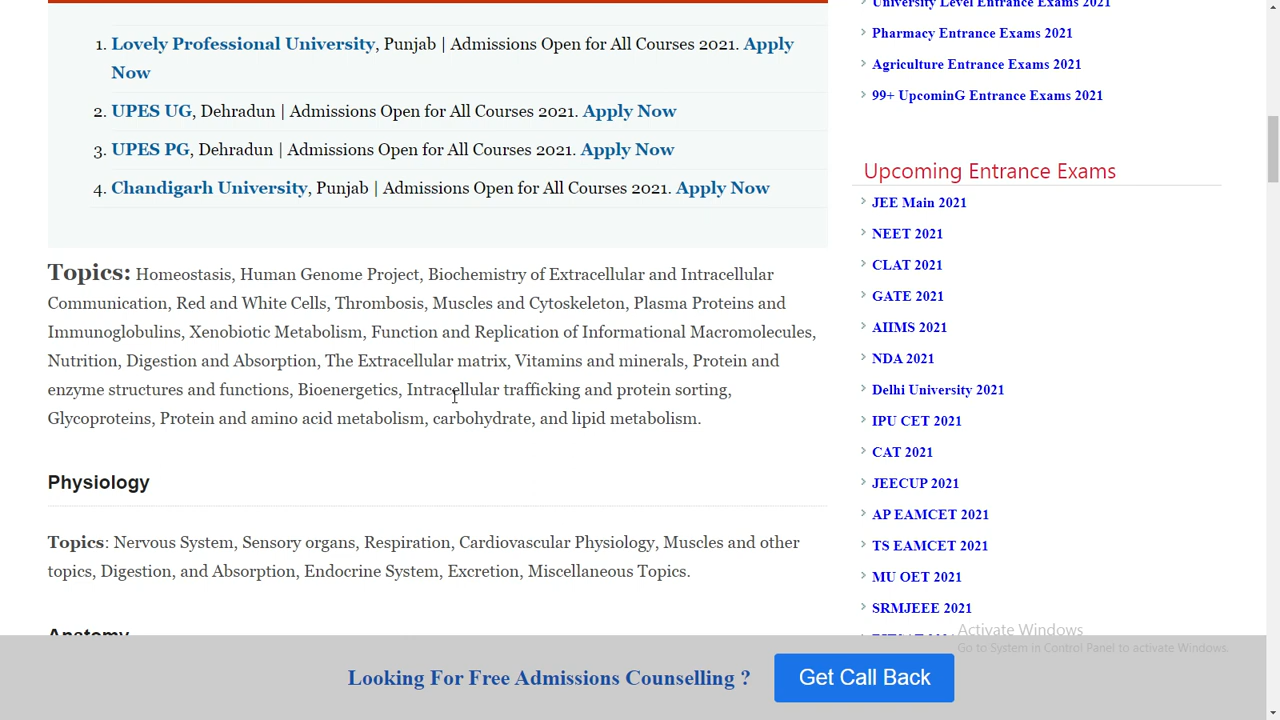 1. Lovely Professional University, Punjab | Admissions Open for All Courses 2021. Apply
Now
2. UPES UG, Dehradun | Admissions Open for All Courses 2021. Apply Now
3. UPES PG, Dehradun | Admissions Open for All Courses 2021. Apply Now
4. Chandigarh University, Punjab | Admissions Open for All Courses 2021. Apply Now
Topics: Homeostasis, Human Genome Project, Biochemistry of Extracellular and Intracellular
Communication, Red and White Cells, Thrombosis, Muscles and Cytoskeleton, Plasma Proteins and
Immunoglobulins, Xenobiotic Metabolism, Function and Replication of Informational Macromolecules,
Nutrition, Digestion and Absorption, The Extracellular matrix, Vitamins and minerals, Protein and
enzyme structures and functions, Bioenergetics, Intracellular trafficking and protein sorting,
Glycoproteins, Protein and amino acid metabolism, carbohydrate, and lipid metabolism.
Physiology
Topics: Nervous System, Sensory organs, Respiration, Cardiovascular Physiology, Muscles and other
topics, Digestion, and Absorption, Endocrine System, Excretion, Miscellaneous Topics.
Anatomy
University Level Entrance Exams 2021
Pharmacy Entrance Exams 2021
Agriculture Entrance Exams 2021
99+ UpcominG Entrance Exams 2021
Upcoming Entrance Exams
JEE Main 2021
NEET 2021
CLAT 2021
GATE 2021
AIIMS 2021
NDA 2021
Delhi University 2021
IPU CET 2021
CAT 2021
JEECUP 2021
AP EAMCET 2021
TS EAMCET 2021
MU OET 2021
SRMJEEE 2021
Activate Windows
Go to System in Control Panel to activate Windows.
Looking For Free Admissions Counselling ?
Get Call Back